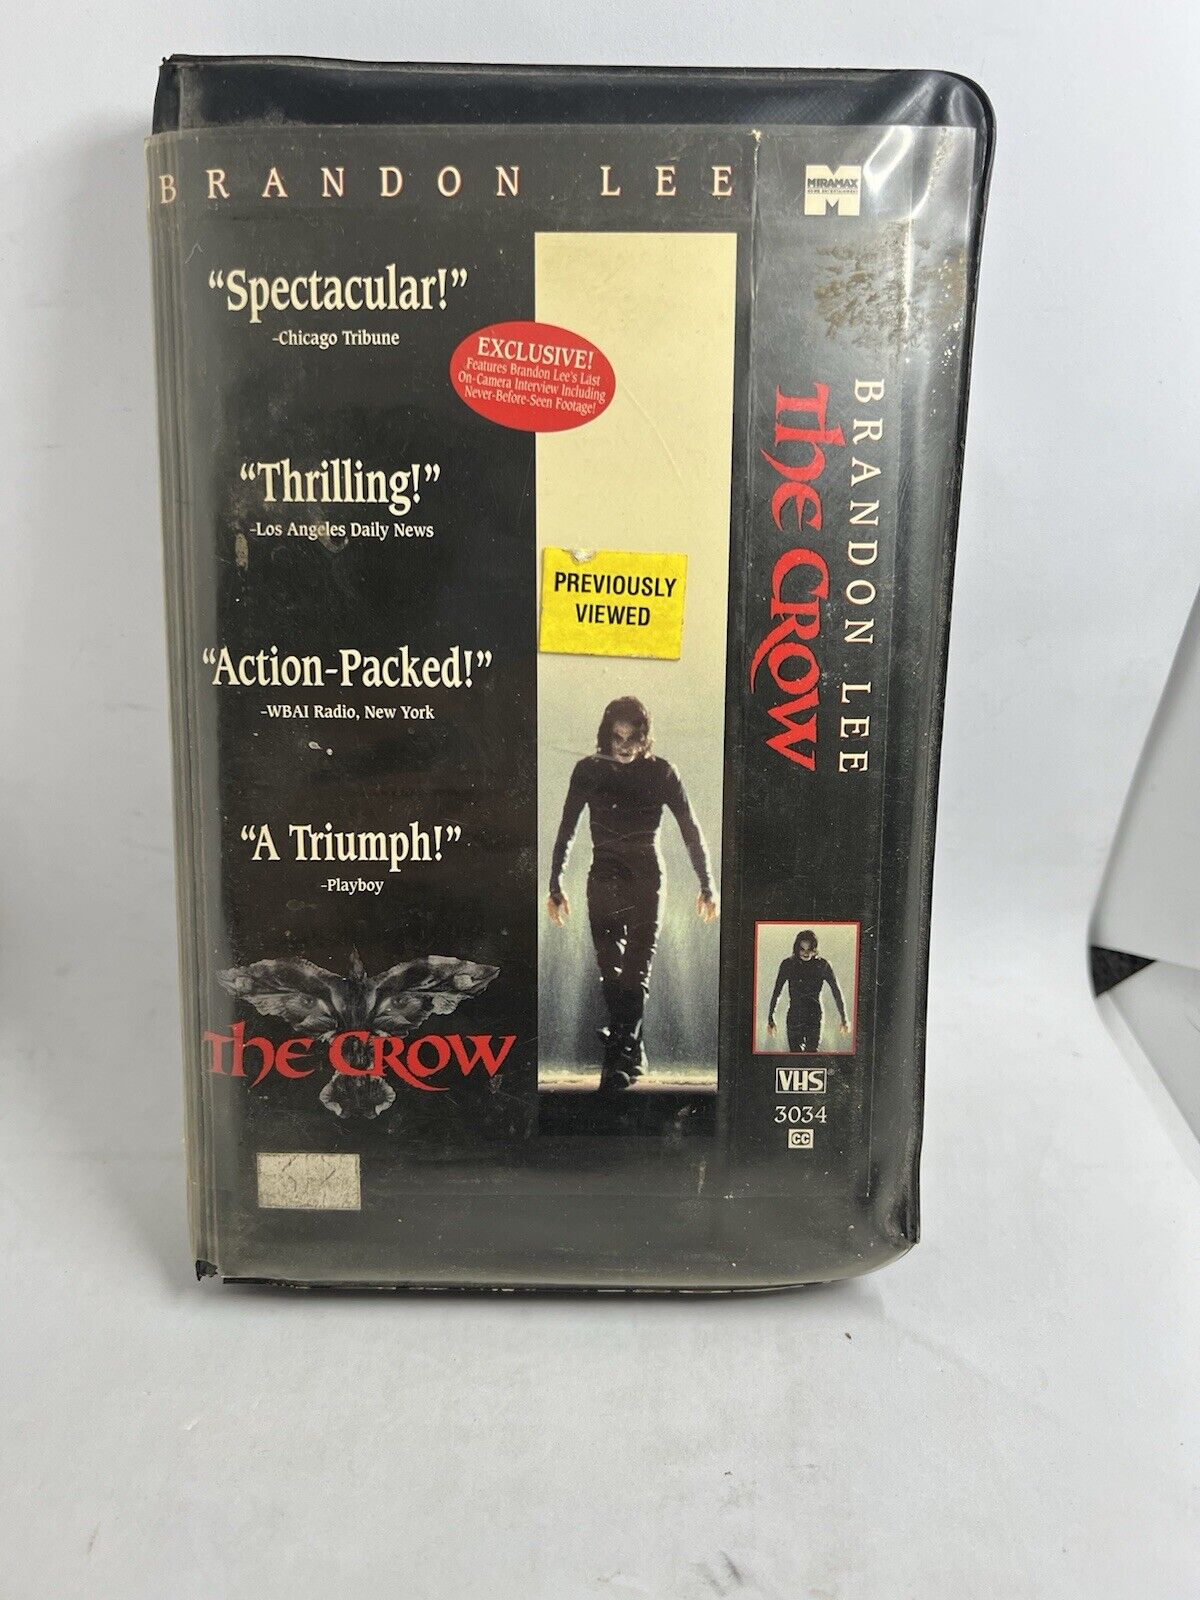 BRANDON LEE
“Spectacular!”
-Chicago Tribune
EXCLUSIVE!
Features Brandon Lee's Last
On-Camera Interview Including
Never-Before-Seen Footage!
“Thrilling!”
-Los Angeles Daily News
PREVIOUSLY
VIEWED
“Action-Packed!”
-WBAI Radio, New York
“A Triumph!”
-Playboy
THE CROW
MIRAMAX
HOME ENTERTAINMENT
BRANDON LEE
THE CROW
VHS
3034
CC